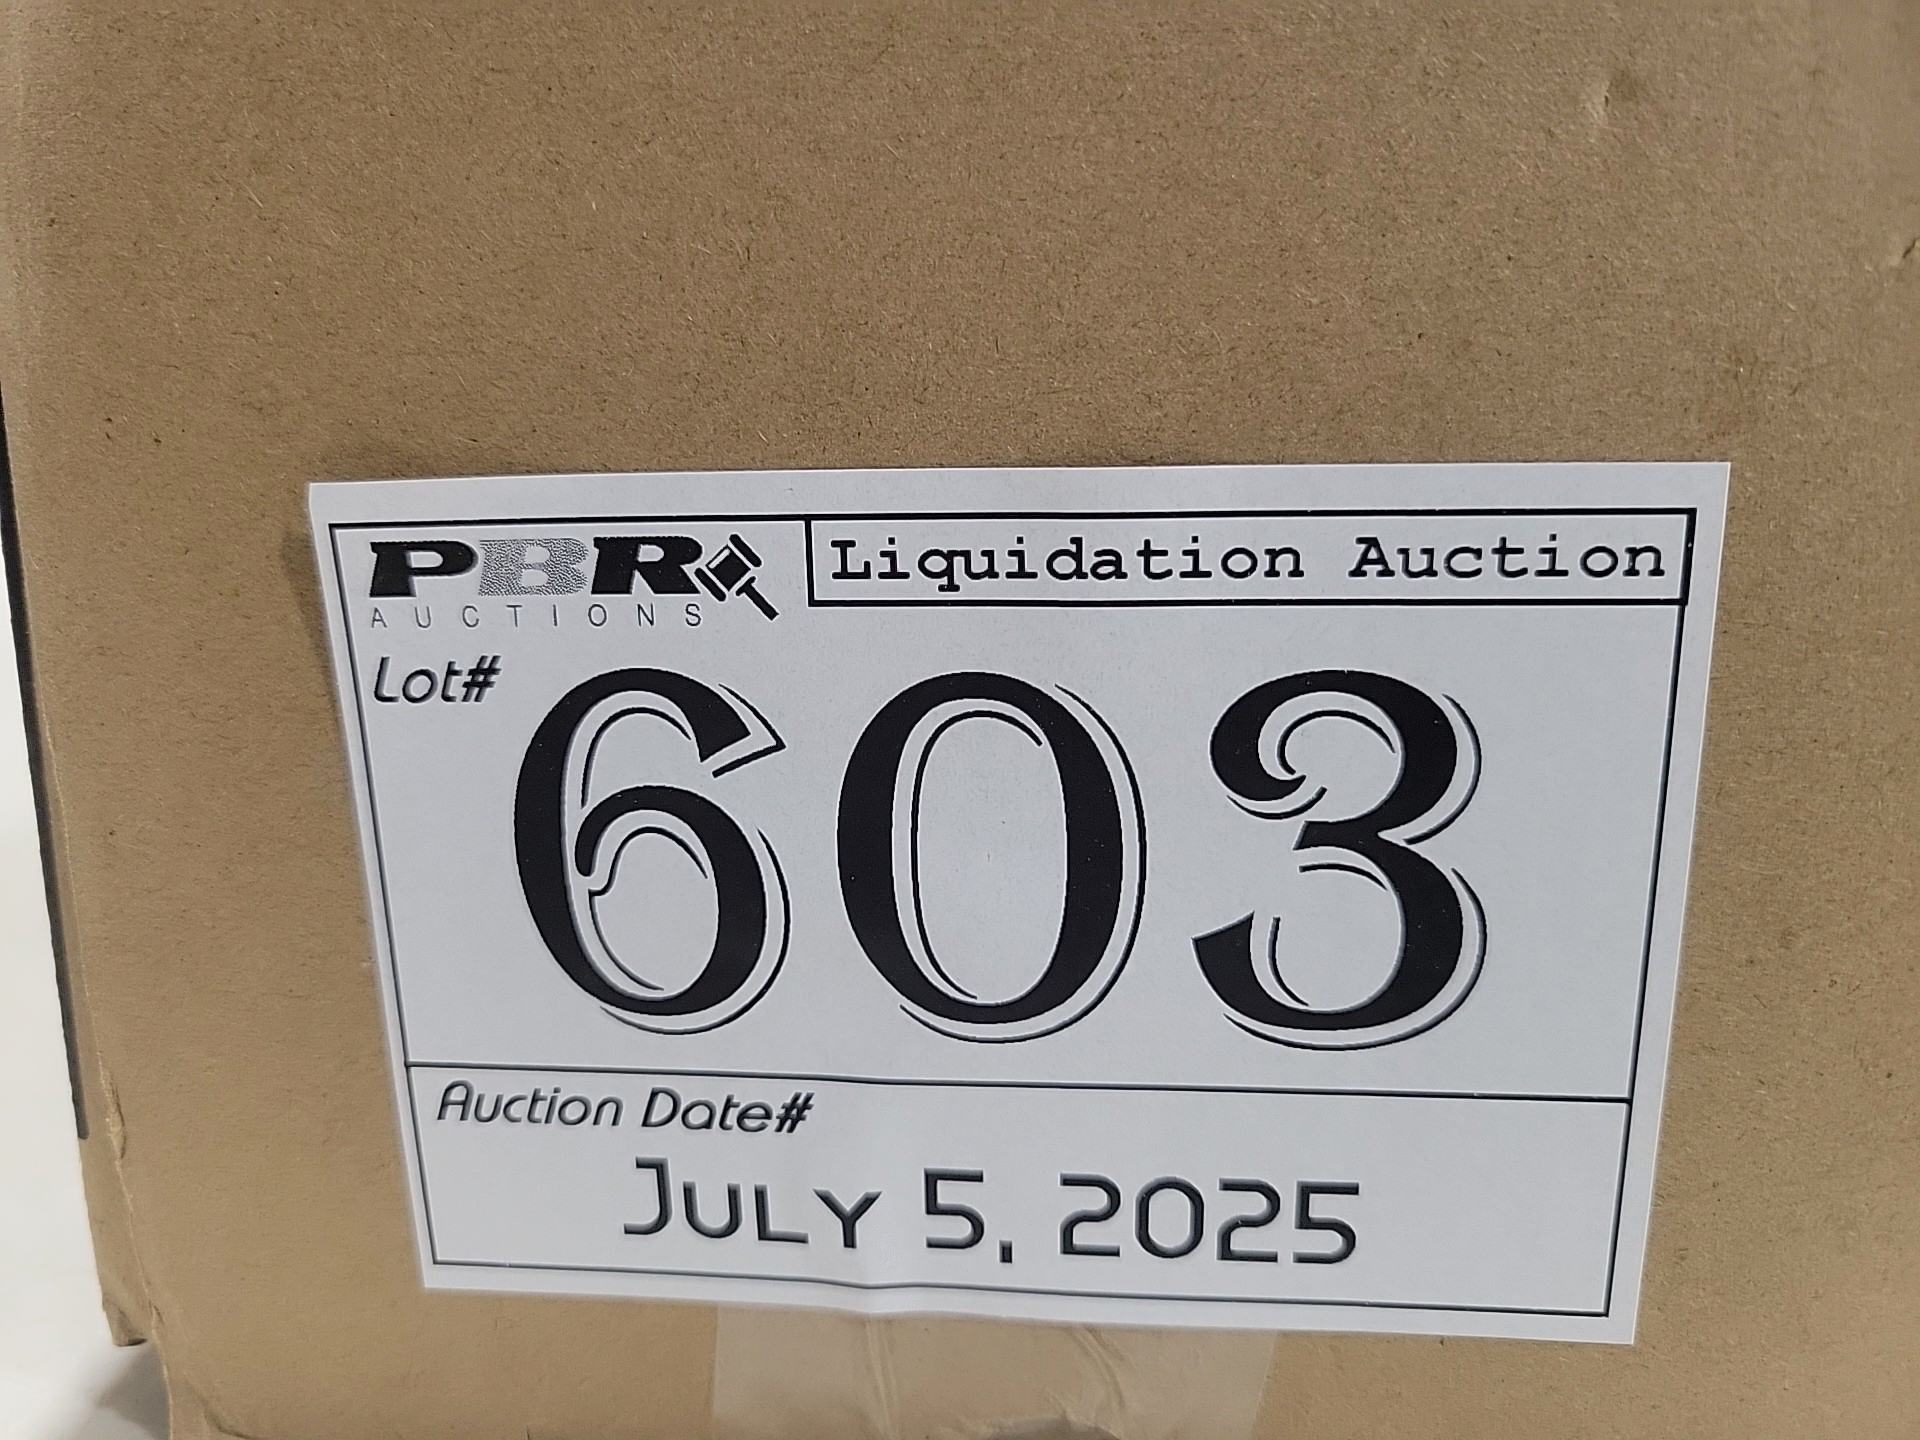 PBR
AUCTIONS
Liquidation Auction
Lot#
603
Auction Date#
July 5, 2025